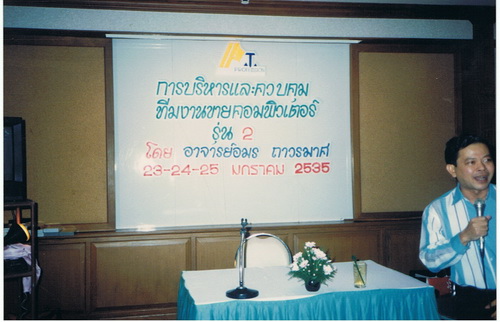 P.T.
การบริหารและควบคุม
ทีมงานขายคอมพิวเตอร์
รุ่น 2
โดย อาจารย์อมร ถาวรมาศ
23-24-25 มกราคม 2535